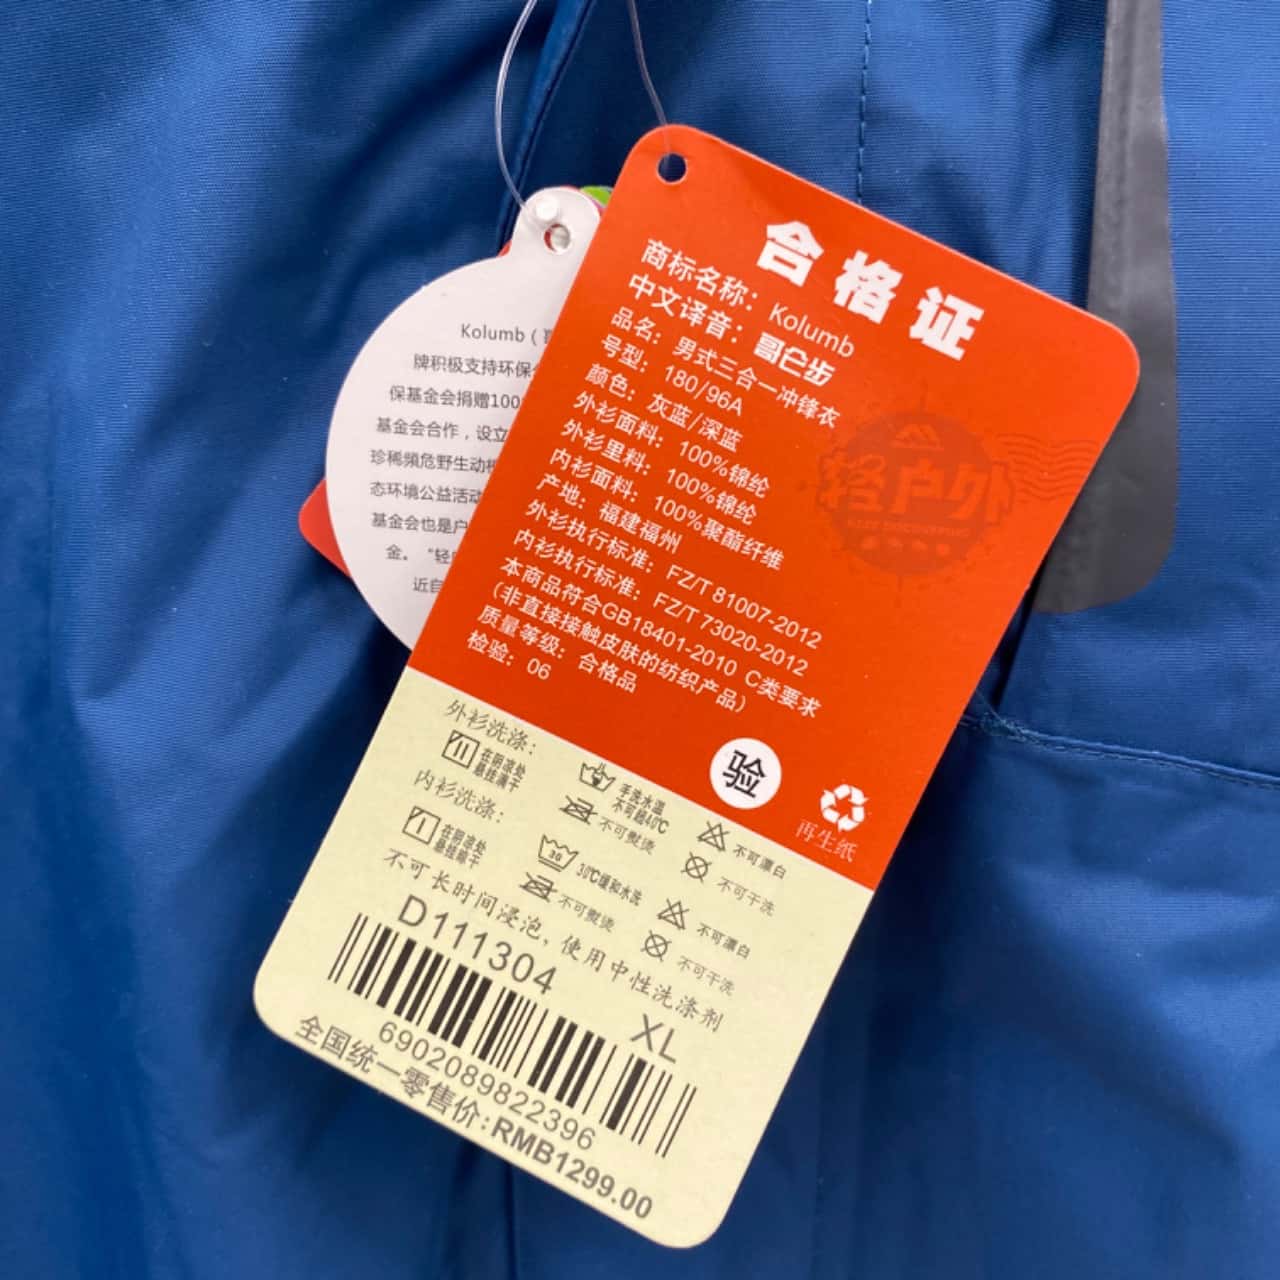 合格证
商标名称：Kolumb
中文译音：哥仑步
品名：男式三合一冲锋衣
号型：180/96A
颜色：灰蓝/深蓝
外衫面料：100%锦纶
外衫里料：100%锦纶
内衫面料：100%聚酯纤维
产地：福建福州
外衫执行标准：FZ/T 81007-2012
内衫执行标准：FZ/T 73020-2012
本商品符合GB18401-2010 C类要求
（非直接接触皮肤的纺织产品）
质量等级：合格品
检验：06
轻户外
验
再生纸
外衫洗涤：
在阴凉处悬挂滴干
手洗水温不可超40℃
不可漂白
不可熨烫
不可干洗
内衫洗涤：
在阴凉处悬挂晾干
30
30℃缓和水洗
不可漂白
不可熨烫
不可干洗
不可长时间浸泡，使用中性洗涤剂
D111304
XL
6902089822396
全国统一零售价：RMB1299.00
Kolumb（
牌积极支持环保
保基金会捐赠100
基金会合作，设立
珍稀頻危野生动
态环境公益活动
基金会也是户
金。“轻
近自